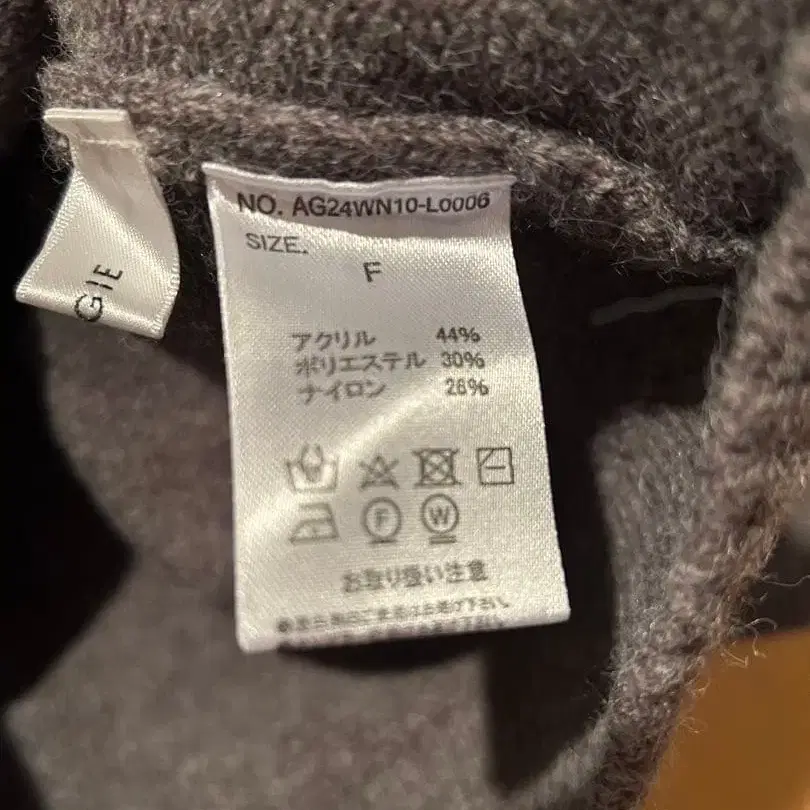 GIE
NO. AG24WN10-L0006
SIZE.
F
アクリル 44%
ポリエステル 30%
ナイロン 26%
F W
お取り扱い注意